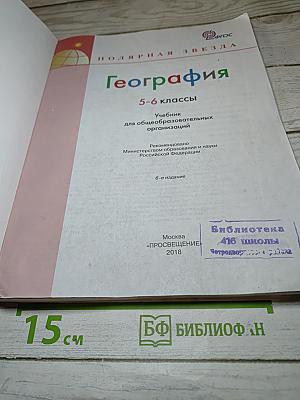 ФГОС
ПОЛЯРНАЯ ЗВЕЗДА
География
5–6 классы
Учебник
для общеобразовательных
организаций
Рекомендовано
Министерством образования и науки
Российской Федерации
6-е издание
Москва
«ПРОСВЕЩЕНИЕ»
2018
Библиотека
416 школы
15 см
БФ БИБЛИОФАН